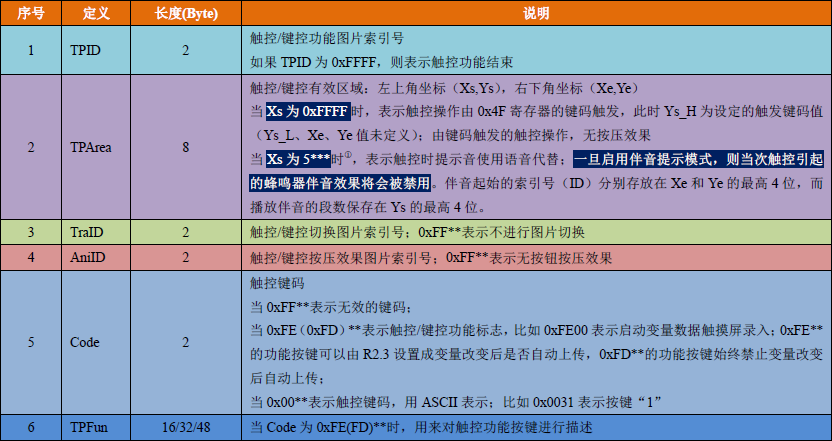 序号 定义 长度(Byte) 说明
1 TPID 2 触控/键控功能图片索引号
如果 TPID 为 0xFFFF，则表示触控功能结束
2 TPArea 8 触控/键控有效区域：左上角坐标（Xs,Ys），右下角坐标（Xe,Ye）
当 Xs 为 0xFFFF 时，表示触控操作由 0x4F 寄存器的键码触发，此时 Ys_H 为设定的触发键码值
（Ys_L、Xe、Ye 值未定义）；由键码触发的触控操作，无按压效果
当 Xs 为 5*** 时①，表示触控时提示音使用语音代替；一旦启用伴音提示模式，则当次触控引起
的蜂鸣器伴音效果将会被禁用。伴音起始的索引号（ID）分别存放在 Xe 和 Ye 的最高 4 位，而
播放伴音的段数保存在 Ys 的最高 4 位。
3 TraID 2 触控/键控切换图片索引号；0xFF**表示不进行图片切换
4 AniID 2 触控/键控按压效果图片索引号；0xFF**表示无按钮按压效果
5 Code 2 触控键码
当 0xFF**表示无效的键码；
当 0xFE（0xFD）**表示触控/键控功能标志，比如 0xFE00 表示启动变量数据触摸屏录入；0xFE**
的功能按键可以由 R2.3 设置成变量改变后是否自动上传，0xFD**的功能按键始终禁止变量改变
后自动上传；
当 0x00**表示触控键码，用 ASCII 表示；比如 0x0031 表示按键“1”
6 TPFun 16/32/48 当 Code 为 0xFE(FD)**时，用来对触控功能按键进行描述